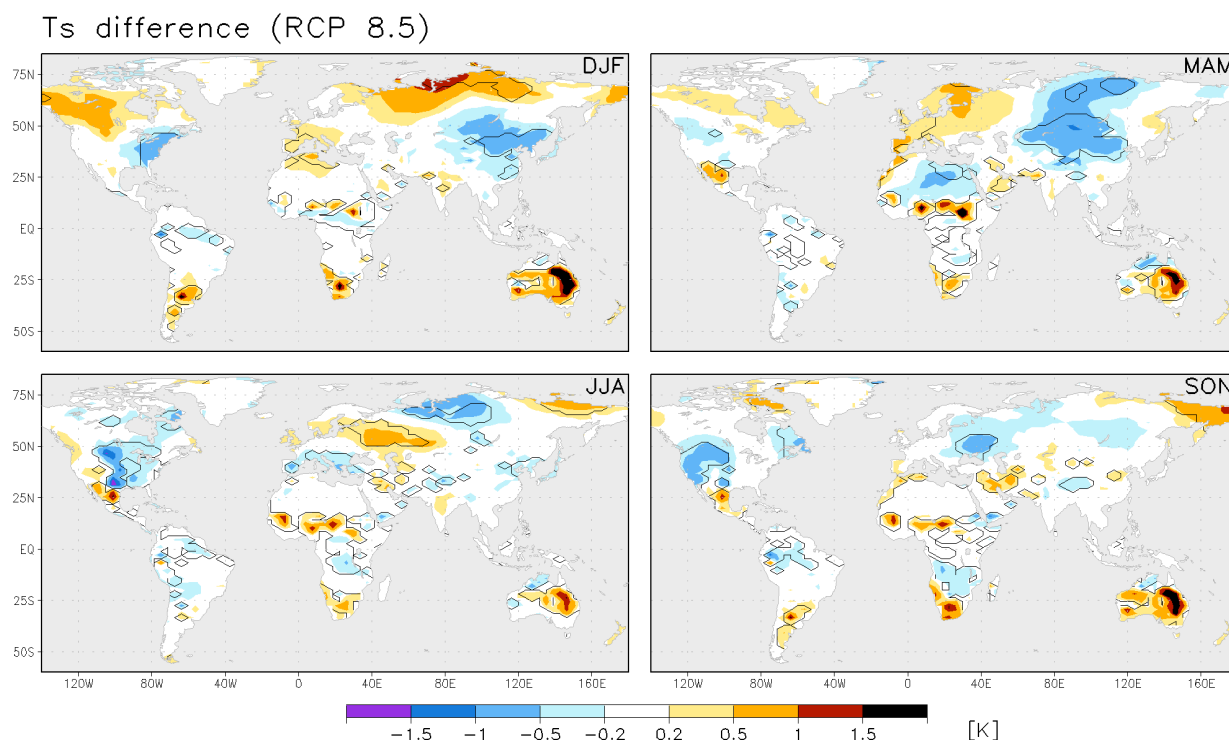 Ts difference (RCP 8.5)
DJF
MAM
75N
50N
25N
EQ
25S
50S
JJA
SON
75N
50N
25N
EQ
25S
50S
120W 80W 40W 0 40E 80E 120E 160E
120W 80W 40W 0 40E 80E 120E 160E
−1.5 −1 −0.5 −0.2 0.2 0.5 1 1.5 [K]